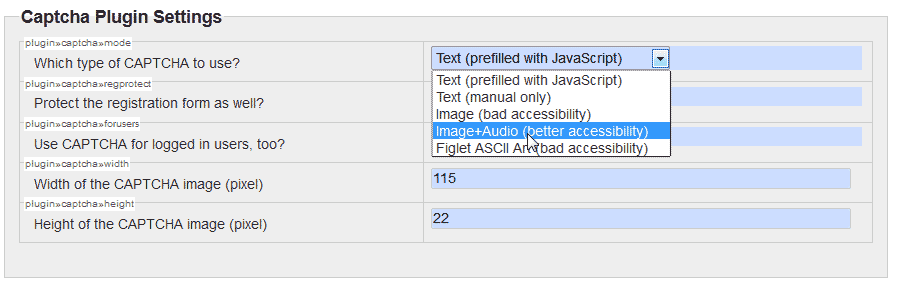 Captcha Plugin Settings
plugin»captcha»mode
Which type of CAPTCHA to use?
Text (prefilled with JavaScript)
Text (prefilled with JavaScript)
Text (manual only)
Image (bad accessibility)
Image+Audio (better accessibility)
Figlet ASCII Art (bad accessibility)
plugin»captcha»regprotect
Protect the registration form as well?
plugin»captcha»forusers
Use CAPTCHA for logged in users, too?
plugin»captcha»width
Width of the CAPTCHA image (pixel)
115
plugin»captcha»height
Height of the CAPTCHA image (pixel)
22